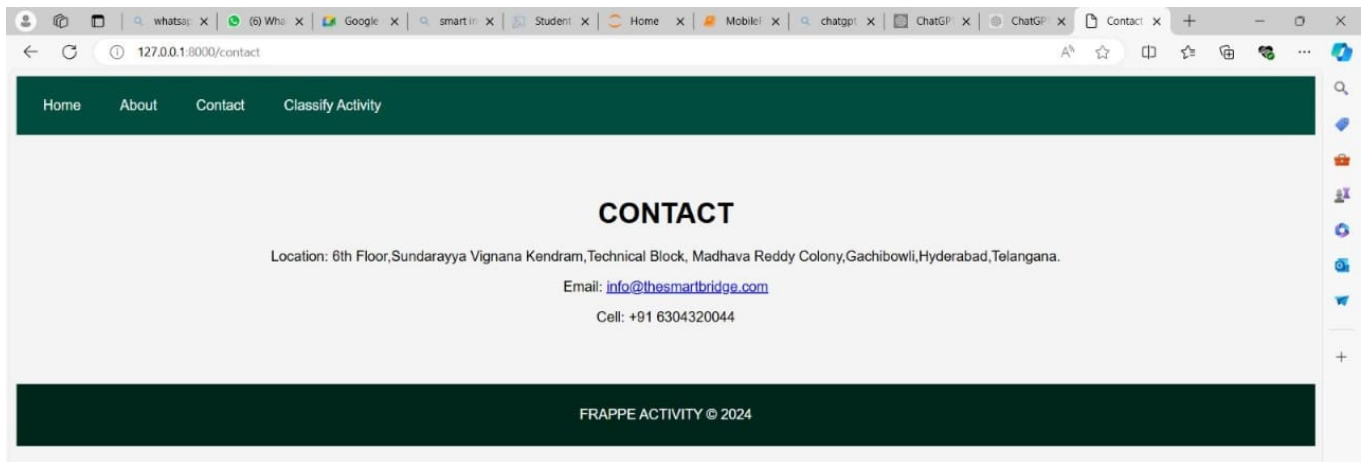 whatsap (6) Wha Google smart in Student Home Mobile chatgpt ChatGP ChatGP Contact
127.0.0.1:8000/contact
Home About Contact Classify Activity
CONTACT
Location: 6th Floor,Sundarayya Vignana Kendram,Technical Block, Madhava Reddy Colony,Gachibowli,Hyderabad,Telangana.
Email: info@thesmartbridge.com
Cell: +91 6304320044
FRAPPE ACTIVITY © 2024